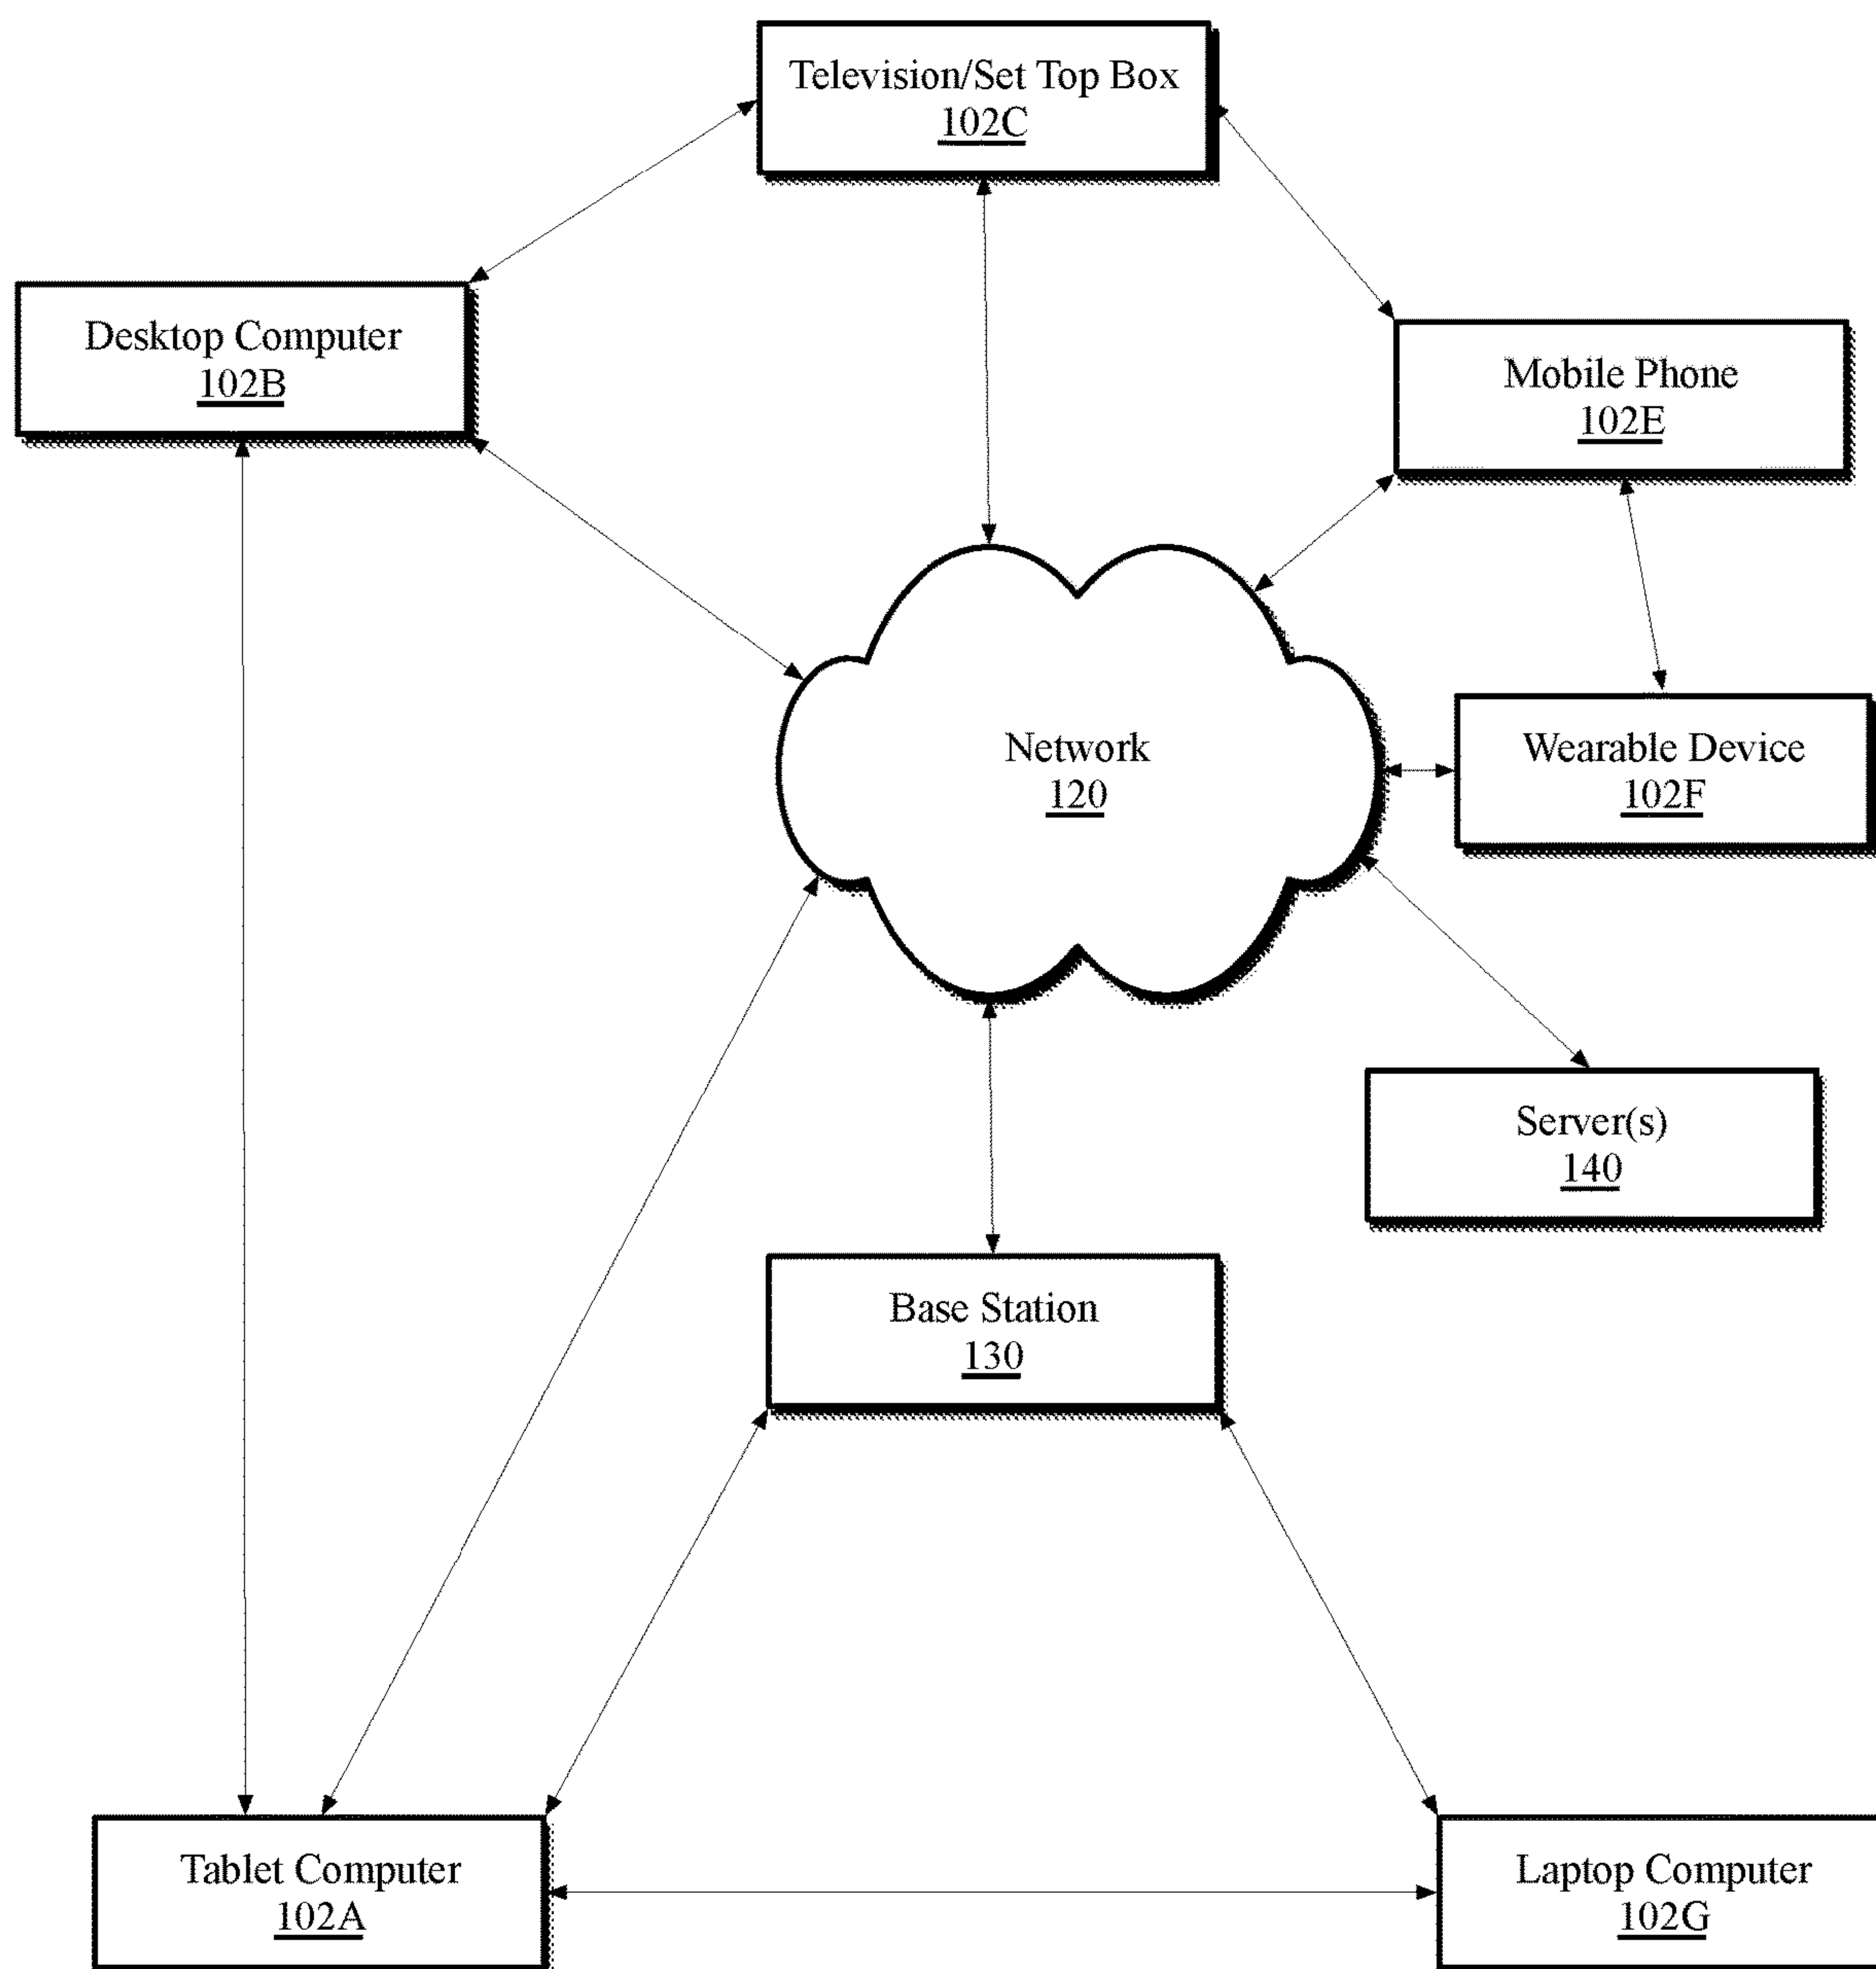 Television/Set Top Box
102C
Desktop Computer
102B
Mobile Phone
102E
Network
120
Wearable Device
102F
Server(s)
140
Base Station
130
Tablet Computer
102A
Laptop Computer
102G